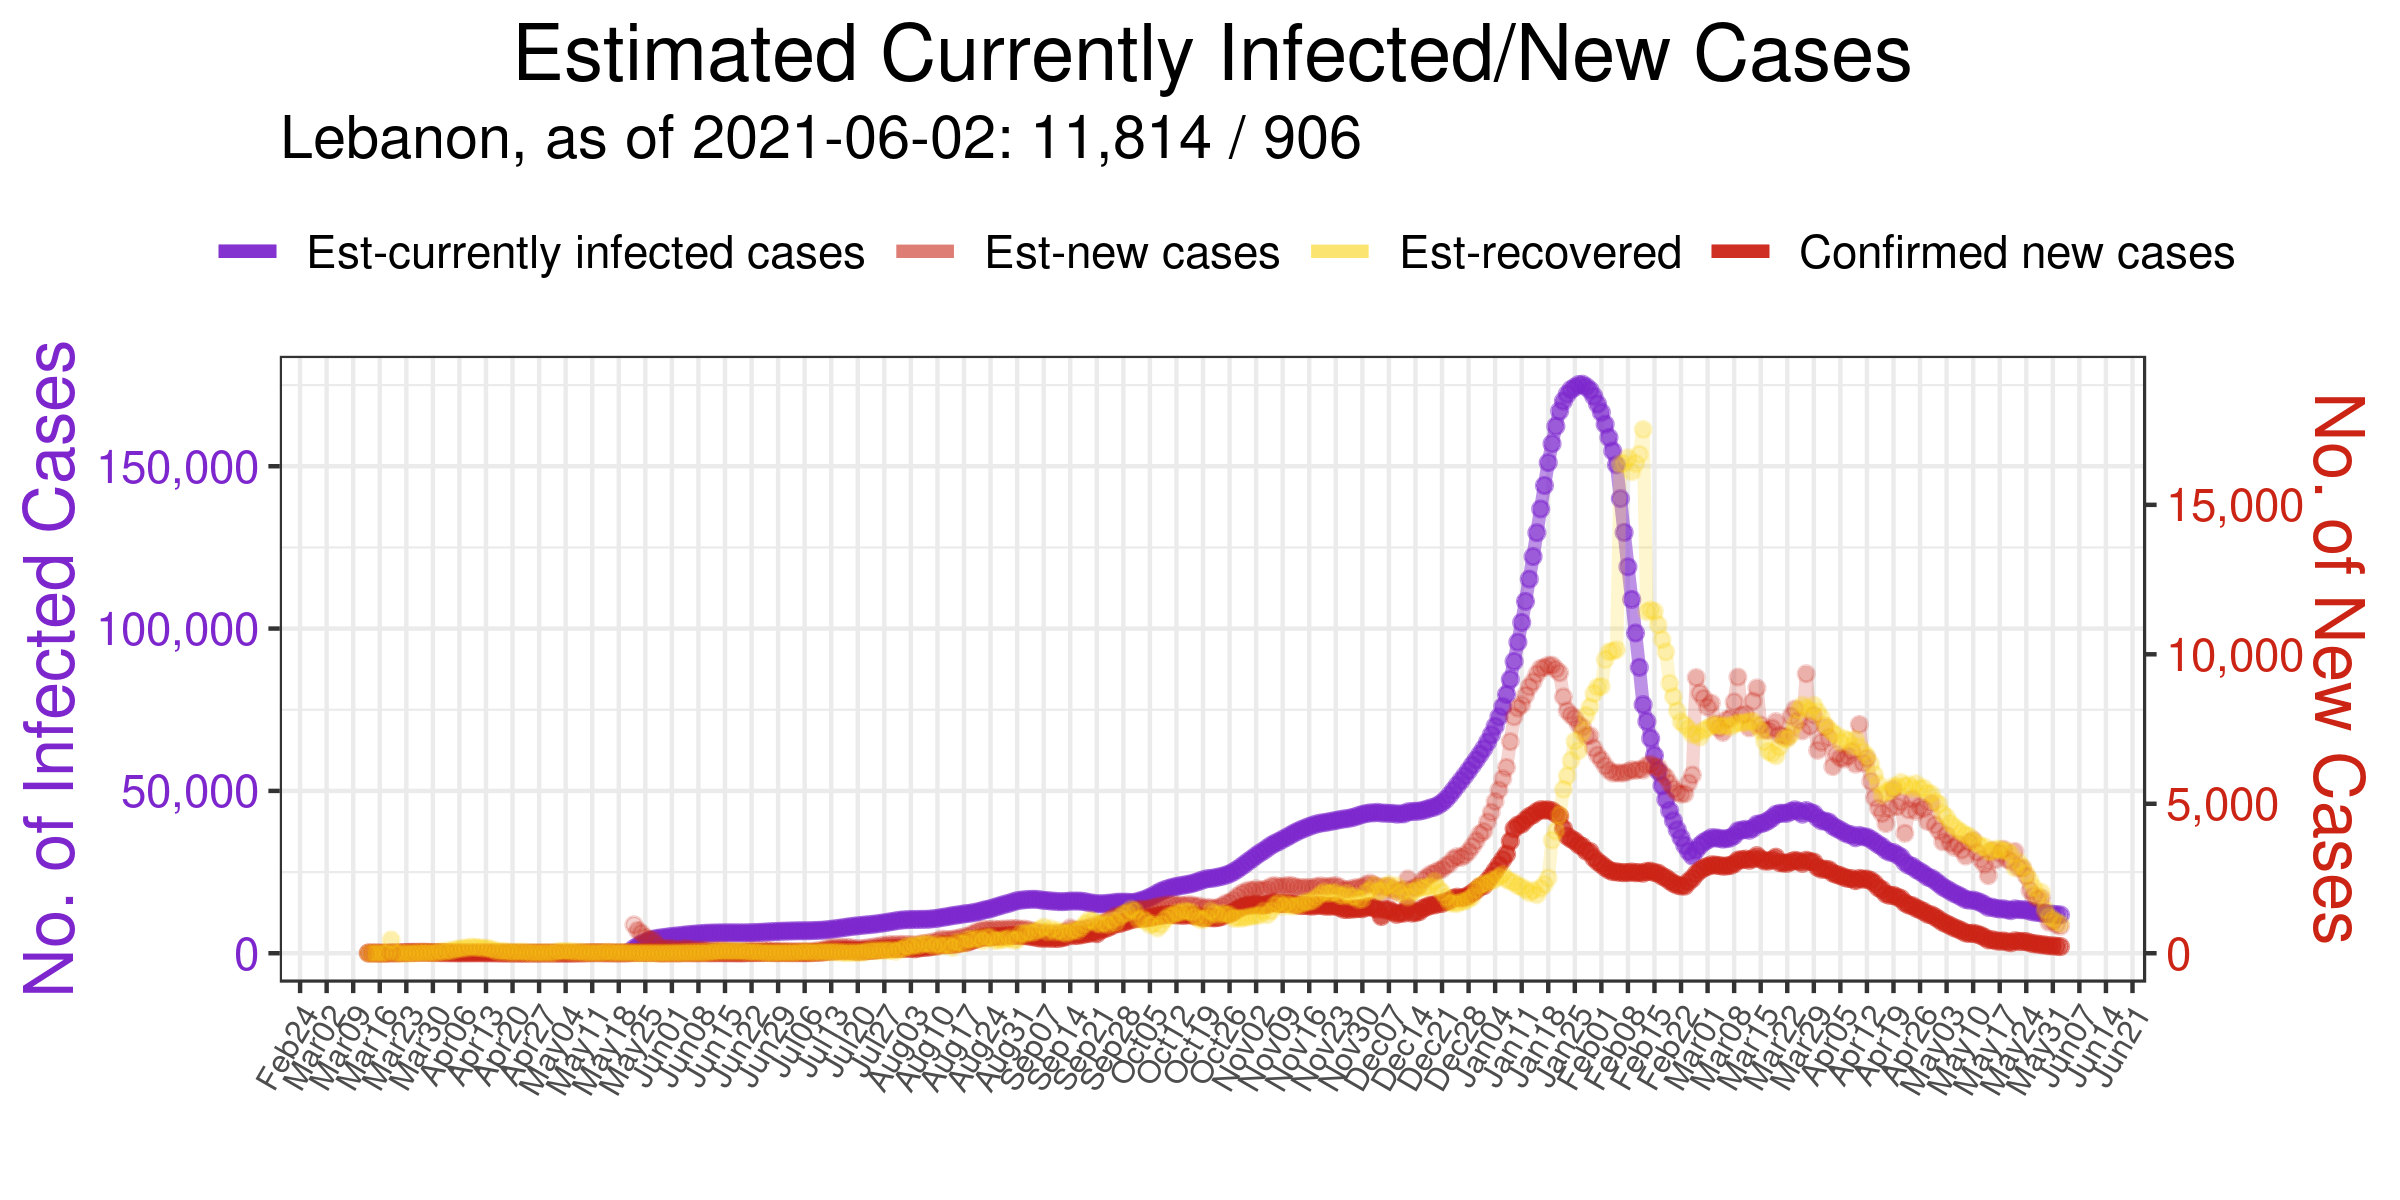 Estimated Currently Infected/New Cases
Lebanon, as of 2021-06-02: 11,814 / 906
Est-currently infected cases Est-new cases Est-recovered Confirmed new cases
No. of Infected Cases
150,000
100,000
50,000
0
No. of New Cases
15,000
10,000
5,000
0
Feb24 Mar02 Mar09 Mar16 Mar23 Mar30 Apr06 Apr13 Apr20 Apr27 May04 May11 May18 May25 Jun01 Jun08 Jun15 Jun22 Jun29 Jul06 Jul13 Jul20 Jul27 Aug03 Aug10 Aug17 Aug24 Aug31 Sep07 Sep14 Sep21 Sep28 Oct05 Oct12 Oct19 Oct26 Nov02 Nov09 Nov16 Nov23 Nov30 Dec07 Dec14 Dec21 Dec28 Jan04 Jan11 Jan18 Jan25 Feb01 Feb08 Feb15 Feb22 Mar01 Mar08 Mar15 Mar22 Mar29 Apr05 Apr12 Apr19 Apr26 May03 May10 May17 May24 May31 Jun07 Jun14 Jun21